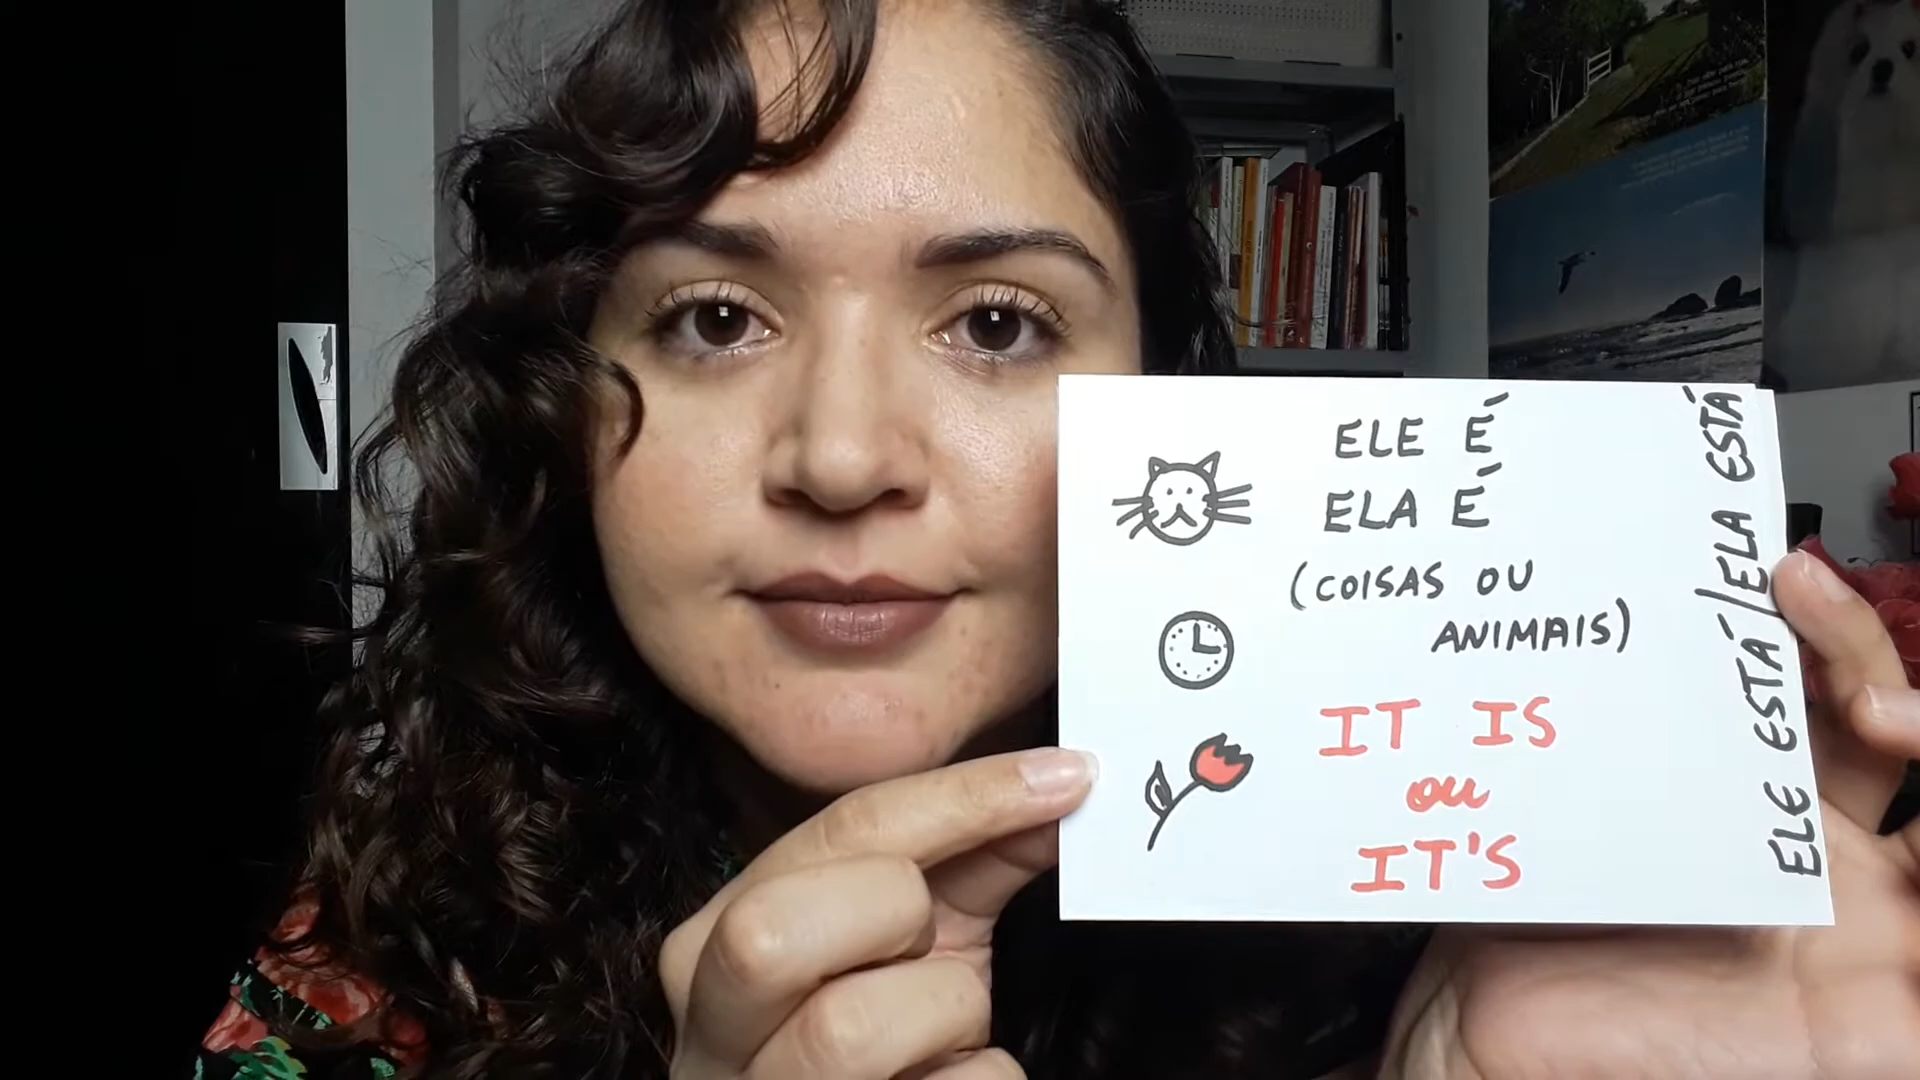 ELE É
ELA É
(COISAS OU
ANIMAIS)
IT IS
ou
IT'S
ELE ESTÁ/ELA ESTÁ